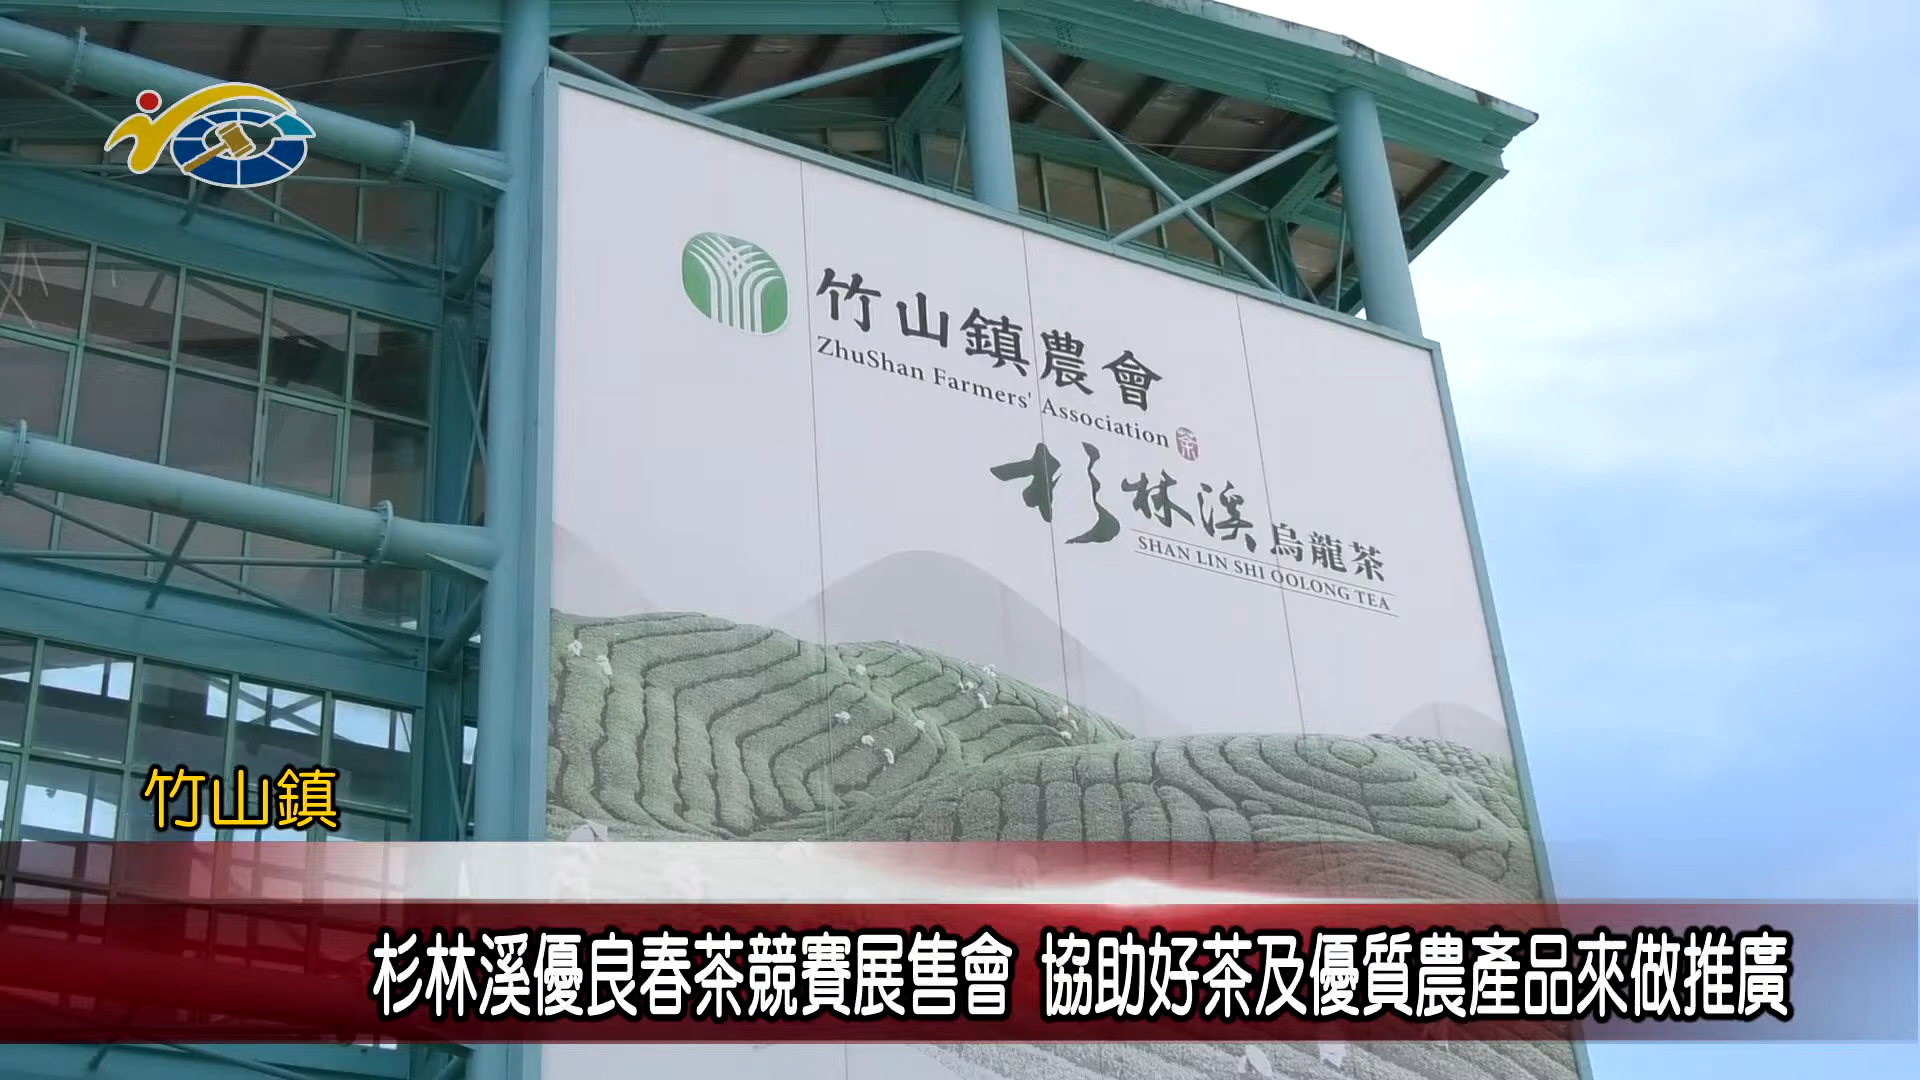 竹山鎮農會
ZhuShan Farmers' Association
茶
杉林溪烏龍茶
SHAN LIN SHI OOLONG TEA
竹山鎮
杉林溪優良春茶競賽展售會 協助好茶及優質農產品來做推廣